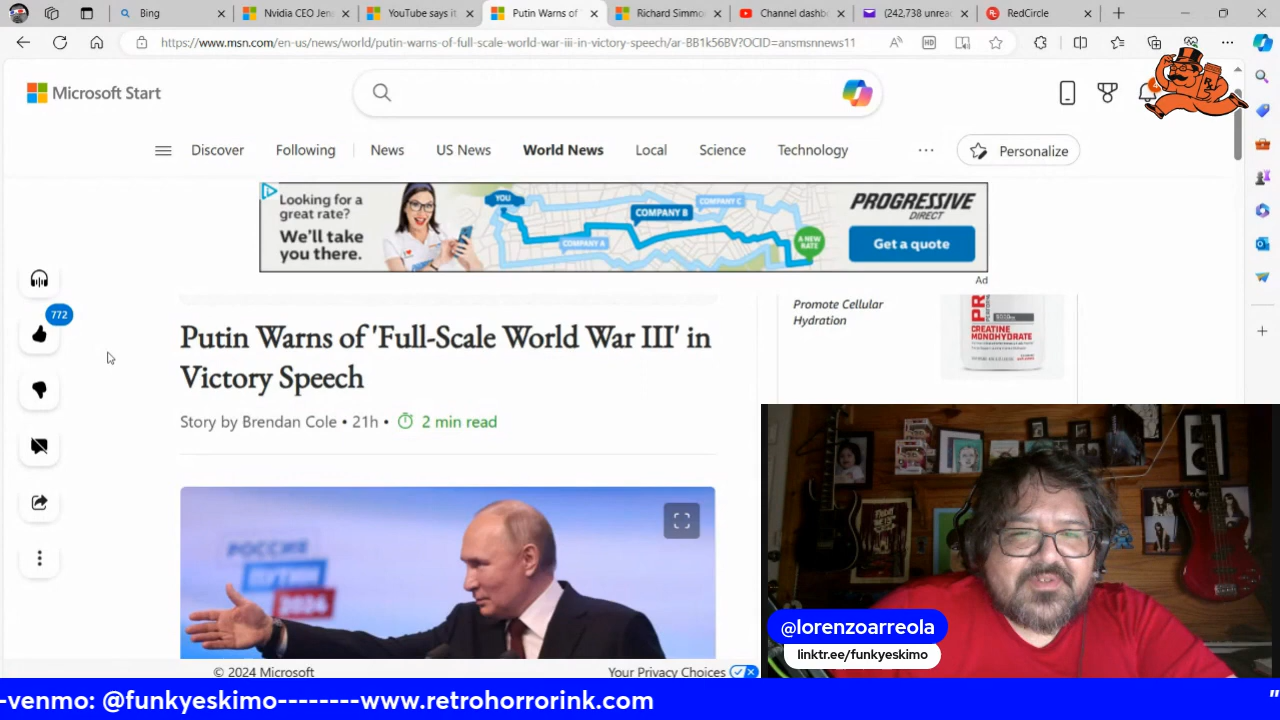 Bing
Nvidia CEO Jen
YouTube says it
Putin Warns of
Richard Simmo
Channel dashb
(242,738 unrea
RedCircle
https://www.msn.com/en-us/news/world/putin-warns-of-full-scale-world-war-iii-in-victory-speech/ar-BB1k56BV?OCID=ansmsnnews11
Microsoft Start
Discover
Following
News
US News
World News
Local
Science
Technology
Personalize
Looking for a
great rate?
We'll take
you there.
YOU
COMPANY A
COMPANY B
COMPANY C
A NEW
RATE
PROGRESSIVE
DIRECT
Get a quote
Ad
772
Promote Cellular
Hydration
CREATINE
MONOHYDRATE
Putin Warns of 'Full-Scale World War III' in
Victory Speech
Story by Brendan Cole • 21h • 2 min read
РОССИЯ
ПУТИН
2024
© 2024 Microsoft
Your Privacy Choices
@lorenzoarreola
linktr.ee/funkyeskimo
-venmo: @funkyeskimo--------www.retrohorrorink.com
"